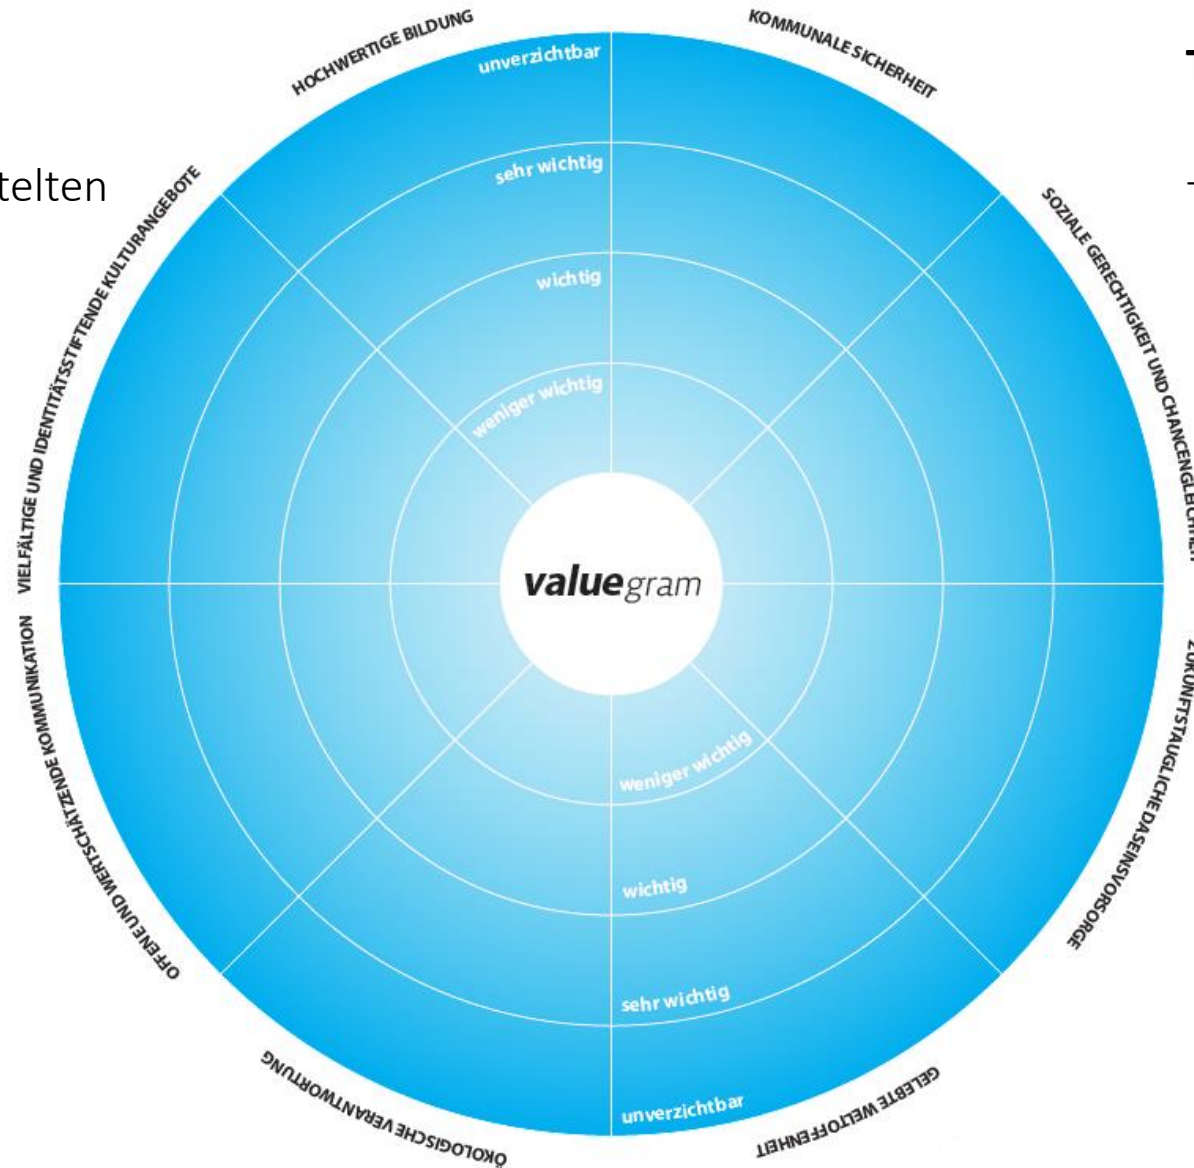 HOCHWERTIGE BILDUNG
KOMMUNALE SICHERHEIT
telten
VIELFÄLTIGE UND IDENTITÄTSSTIFTENDE KULTURANGEBOTE
SOZIALE GERECHTIGKEIT UND CHANCENGLEICHHEIT
unverzichtbar
sehr wichtig
wichtig
weniger wichtig
valuegram
weniger wichtig
wichtig
sehr wichtig
unverzichtbar
OFFENE UND WERTSCHÄTZENDE KOMMUNIKATION
ZUKUNFTSTAUGLICHE DASEINSVORSORGE
ÖKOLOGISCHE VERANTWORTUNG
GELEBTE WELTOFFENHEIT